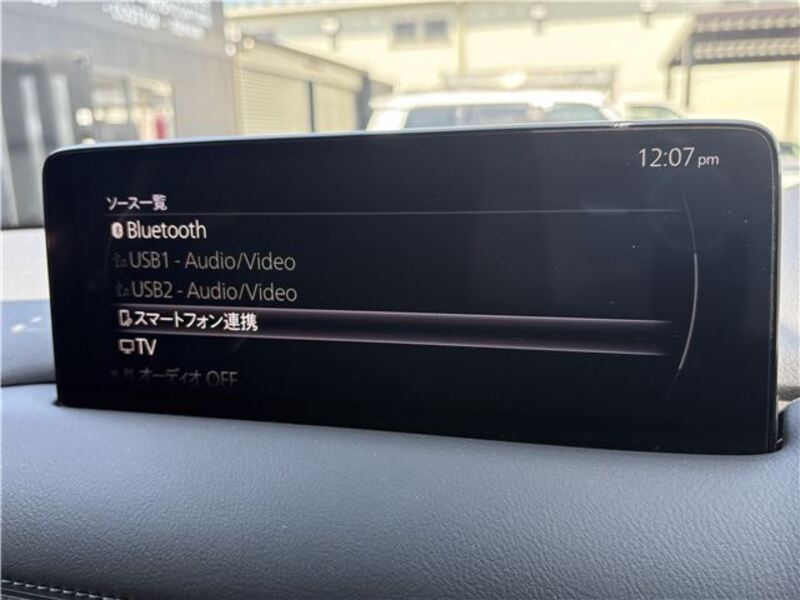 12:07 pm
ソース一覧
Bluetooth
USB1 - Audio/Video
USB2 - Audio/Video
スマートフォン連携
TV
オーディオ OFF